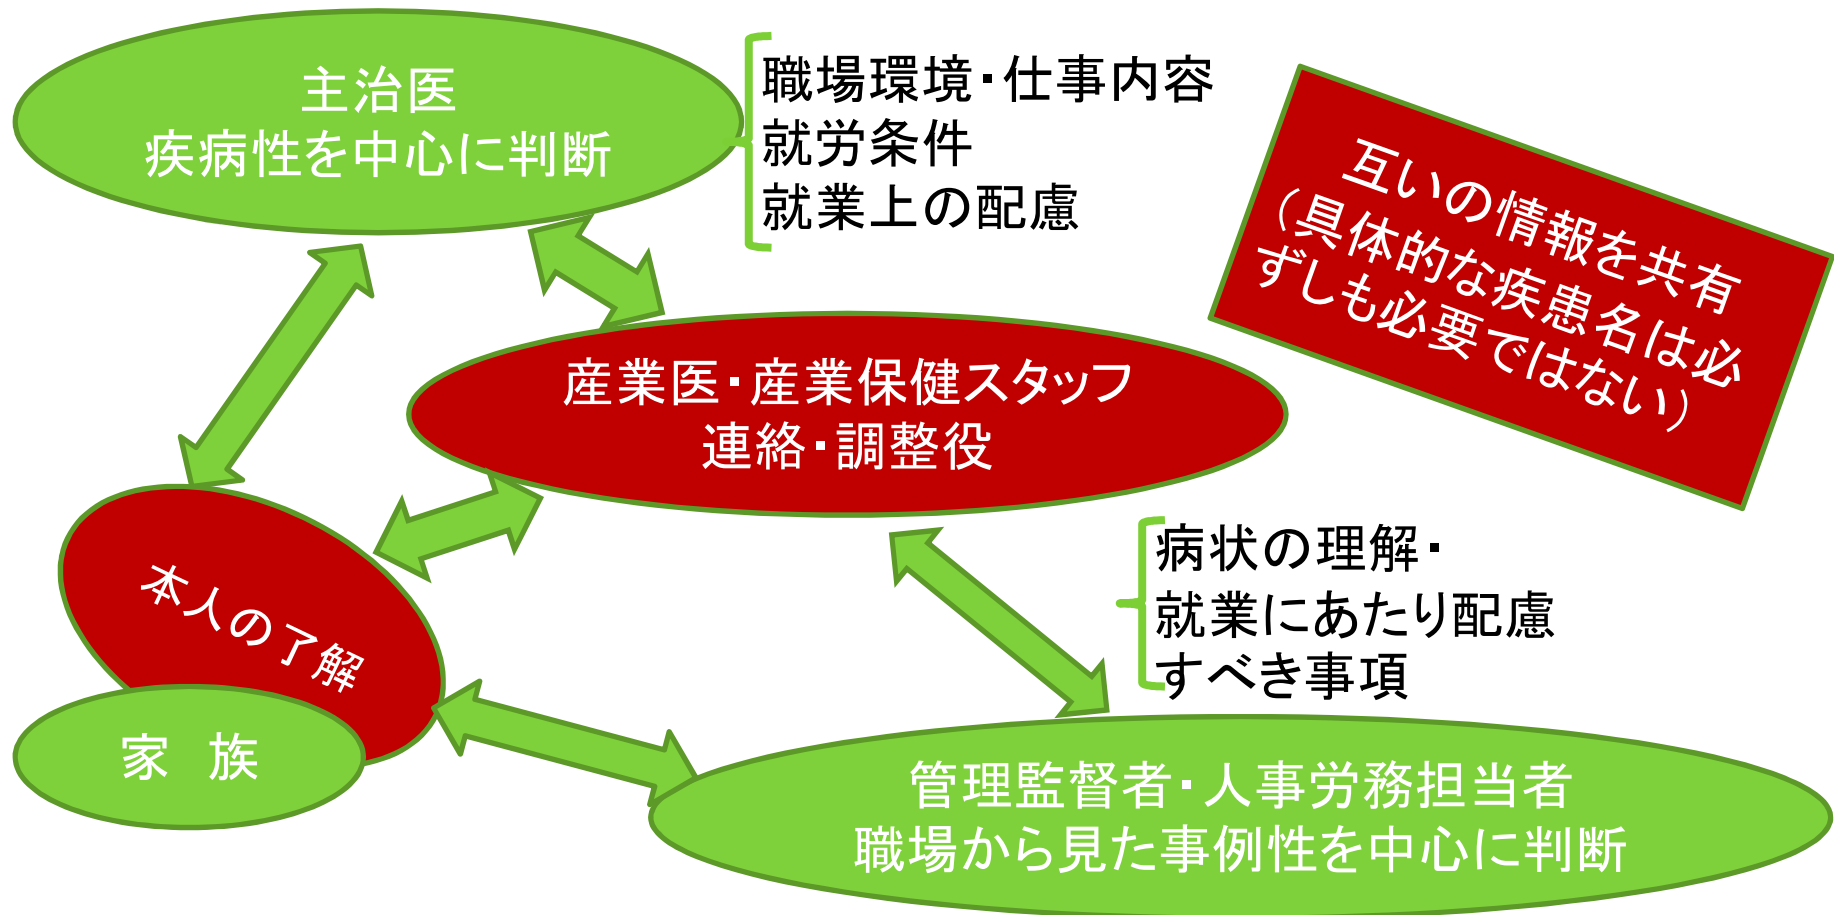 主治医
疾病性を中心に判断
職場環境・仕事内容
就労条件
就業上の配慮
互いの情報を共有
（具体的な疾患名は必
ずしも必要ではない）
産業医・産業保健スタッフ
連絡・調整役
本人の了解
家　族
病状の理解・
就業にあたり配慮
すべき事項
管理監督者・人事労務担当者
職場から見た事例性を中心に判断